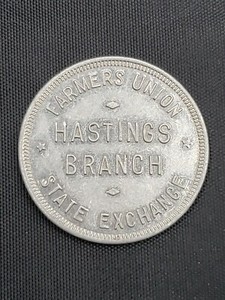 FARMERS UNION
HASTINGS
BRANCH
STATE EXCHANGE